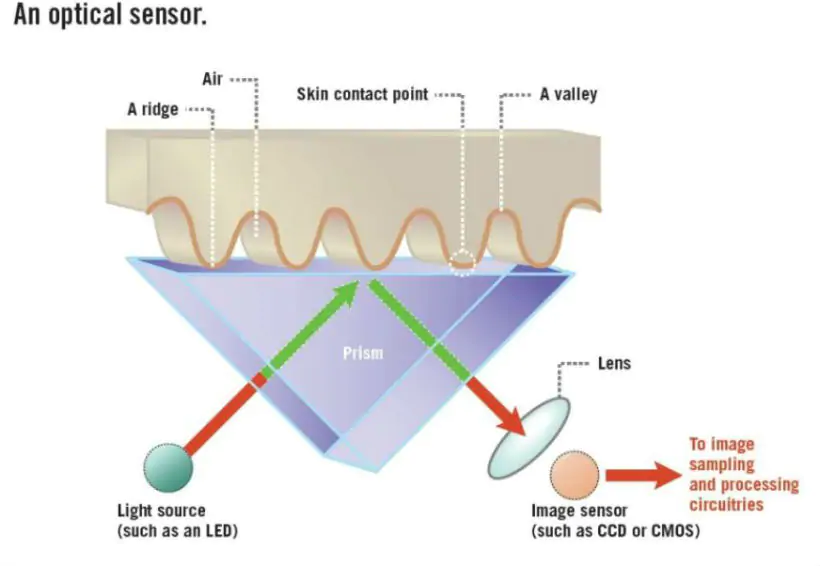 An optical sensor.
Air
A ridge
Skin contact point
A valley
Prism
Lens
Light source
(such as an LED)
Image sensor
(such as CCD or CMOS)
To image
sampling
and processing
circuitries